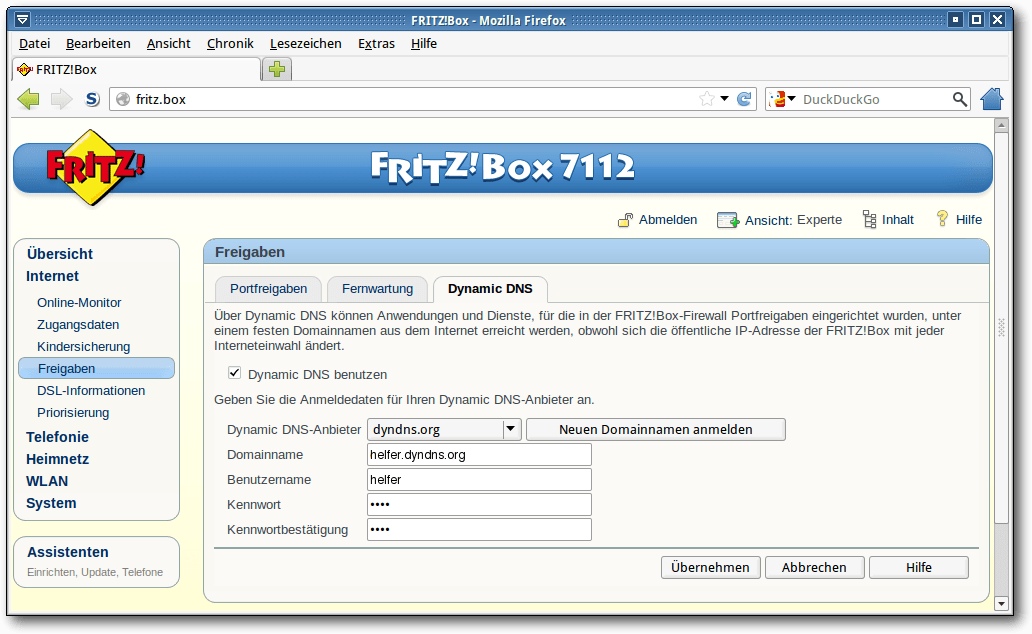 FRITZ!Box - Mozilla Firefox
Datei Bearbeiten Ansicht Chronik Lesezeichen Extras Hilfe
FRITZ!Box
fritz.box
DuckDuckGo
FRITZ!
FRITZ!Box 7112
Abmelden Ansicht: Experte Inhalt Hilfe
Übersicht
Internet
Online-Monitor
Zugangsdaten
Kindersicherung
Freigaben
DSL-Informationen
Priorisierung
Telefonie
Heimnetz
WLAN
System
Assistenten
Einrichten, Update, Telefone
Freigaben
Portfreigaben Fernwartung Dynamic DNS
Über Dynamic DNS können Anwendungen und Dienste, für die in der FRITZ!Box-Firewall Portfreigaben eingerichtet wurden, unter
einem festen Domainnamen aus dem Internet erreicht werden, obwohl sich die öffentliche IP-Adresse der FRITZ!Box mit jeder
Interneteinwahl ändert.
Dynamic DNS benutzen
Geben Sie die Anmeldedaten für Ihren Dynamic DNS-Anbieter an.
Dynamic DNS-Anbieter dyndns.org Neuen Domainnamen anmelden
Domainname helfer.dyndns.org
Benutzername helfer
Kennwort ••••
Kennwortbestätigung ••••
Übernehmen Abbrechen Hilfe